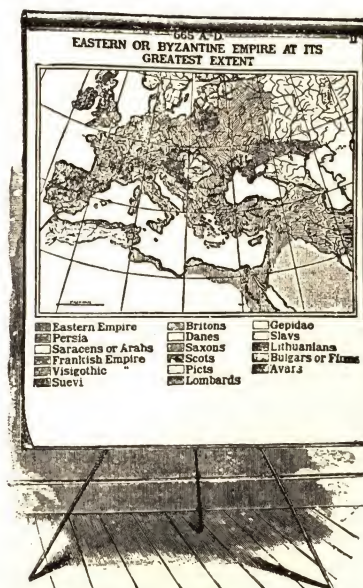 565 A.D.
EASTERN OR BYZANTINE EMPIRE AT ITS
GREATEST EXTENT
Eastern Empire
Persia
Saracens or Arabs
Frankish Empire
Visigothic "
Suevi
Britons
Danes
Saxons
Scots
Picts
Lombards
Gepidae
Slavs
Lithuanians
Bulgars or Finns
Avars